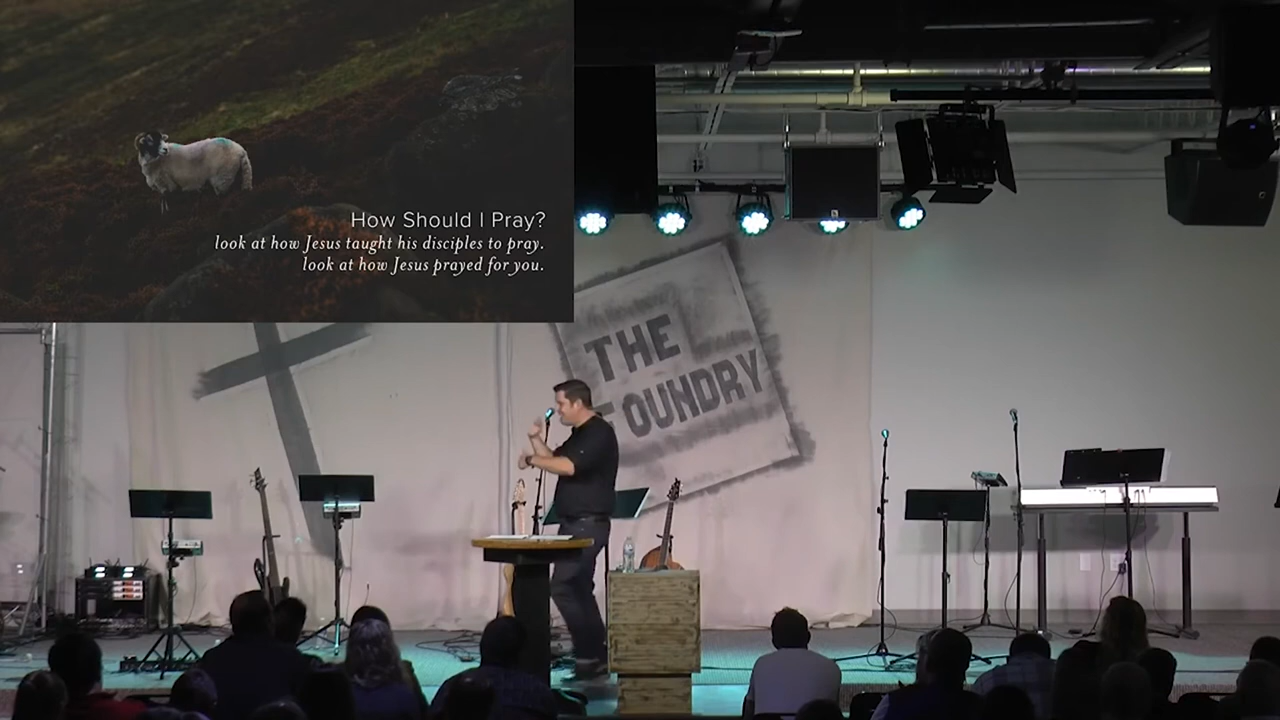 How Should I Pray?
look at how Jesus taught his disciples to pray.
look at how Jesus prayed for you.
THE
FOUNDRY